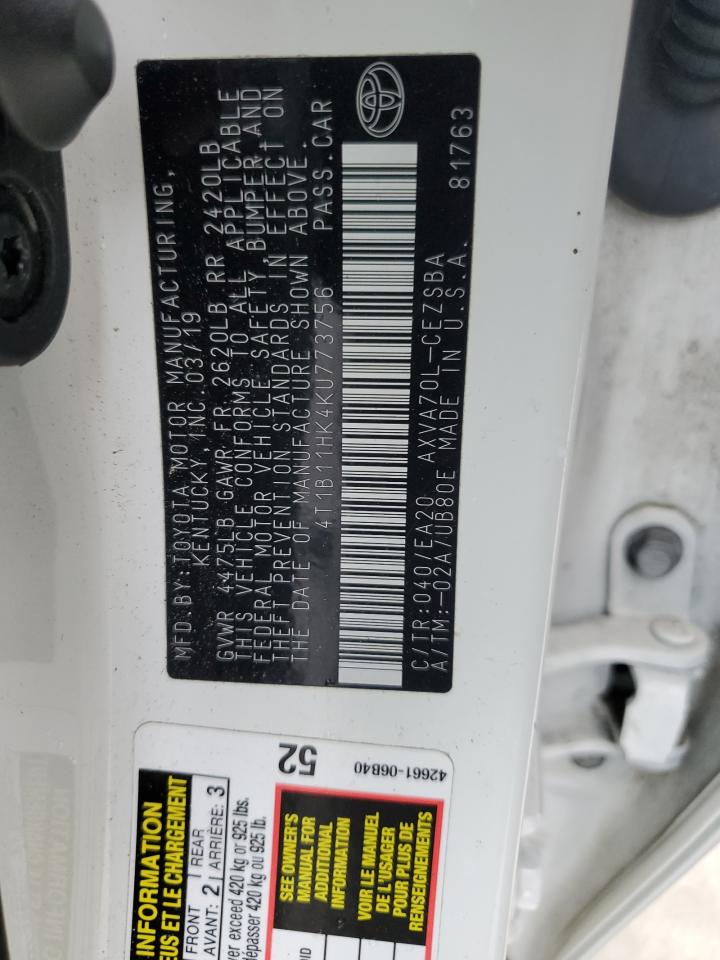 MFD.BY:TOYOTA MOTOR MANUFACTURING,
KENTUCKY,INC. 03/19
GVWR 4475LB GAWR FR 2620LB RR 2420LB
THIS VEHICLE CONFORMS TO ALL APPLICABLE
FEDERAL MOTOR VEHICLE SAFETY, BUMPER AND
THEFT PREVENTION STANDARDS IN EFFECT ON
THE DATE OF MANUFACTURE SHOWN ABOVE.
4T1B11HK4KU773756 PASS.CAR
C/TR:040/EA20 AXVA70L-CEZSBA
A/TM:-02A/UB80E MADE IN U.S.A. 81763
INFORMATION
EUS ET LE CHARGEMENT
FRONT 2 REAR 3
AVANT: ARRIÈRE:
ver exceed 420 kg or 925 lbs.
dépasser 420 kg ou 925 lb.
52
SEE OWNER'S
MANUAL FOR
ADDITIONAL
INFORMATION
VOIR LE MANUEL
DE L'USAGER
POUR PLUS DE
RENSEIGNEMENTS
42661-06B40